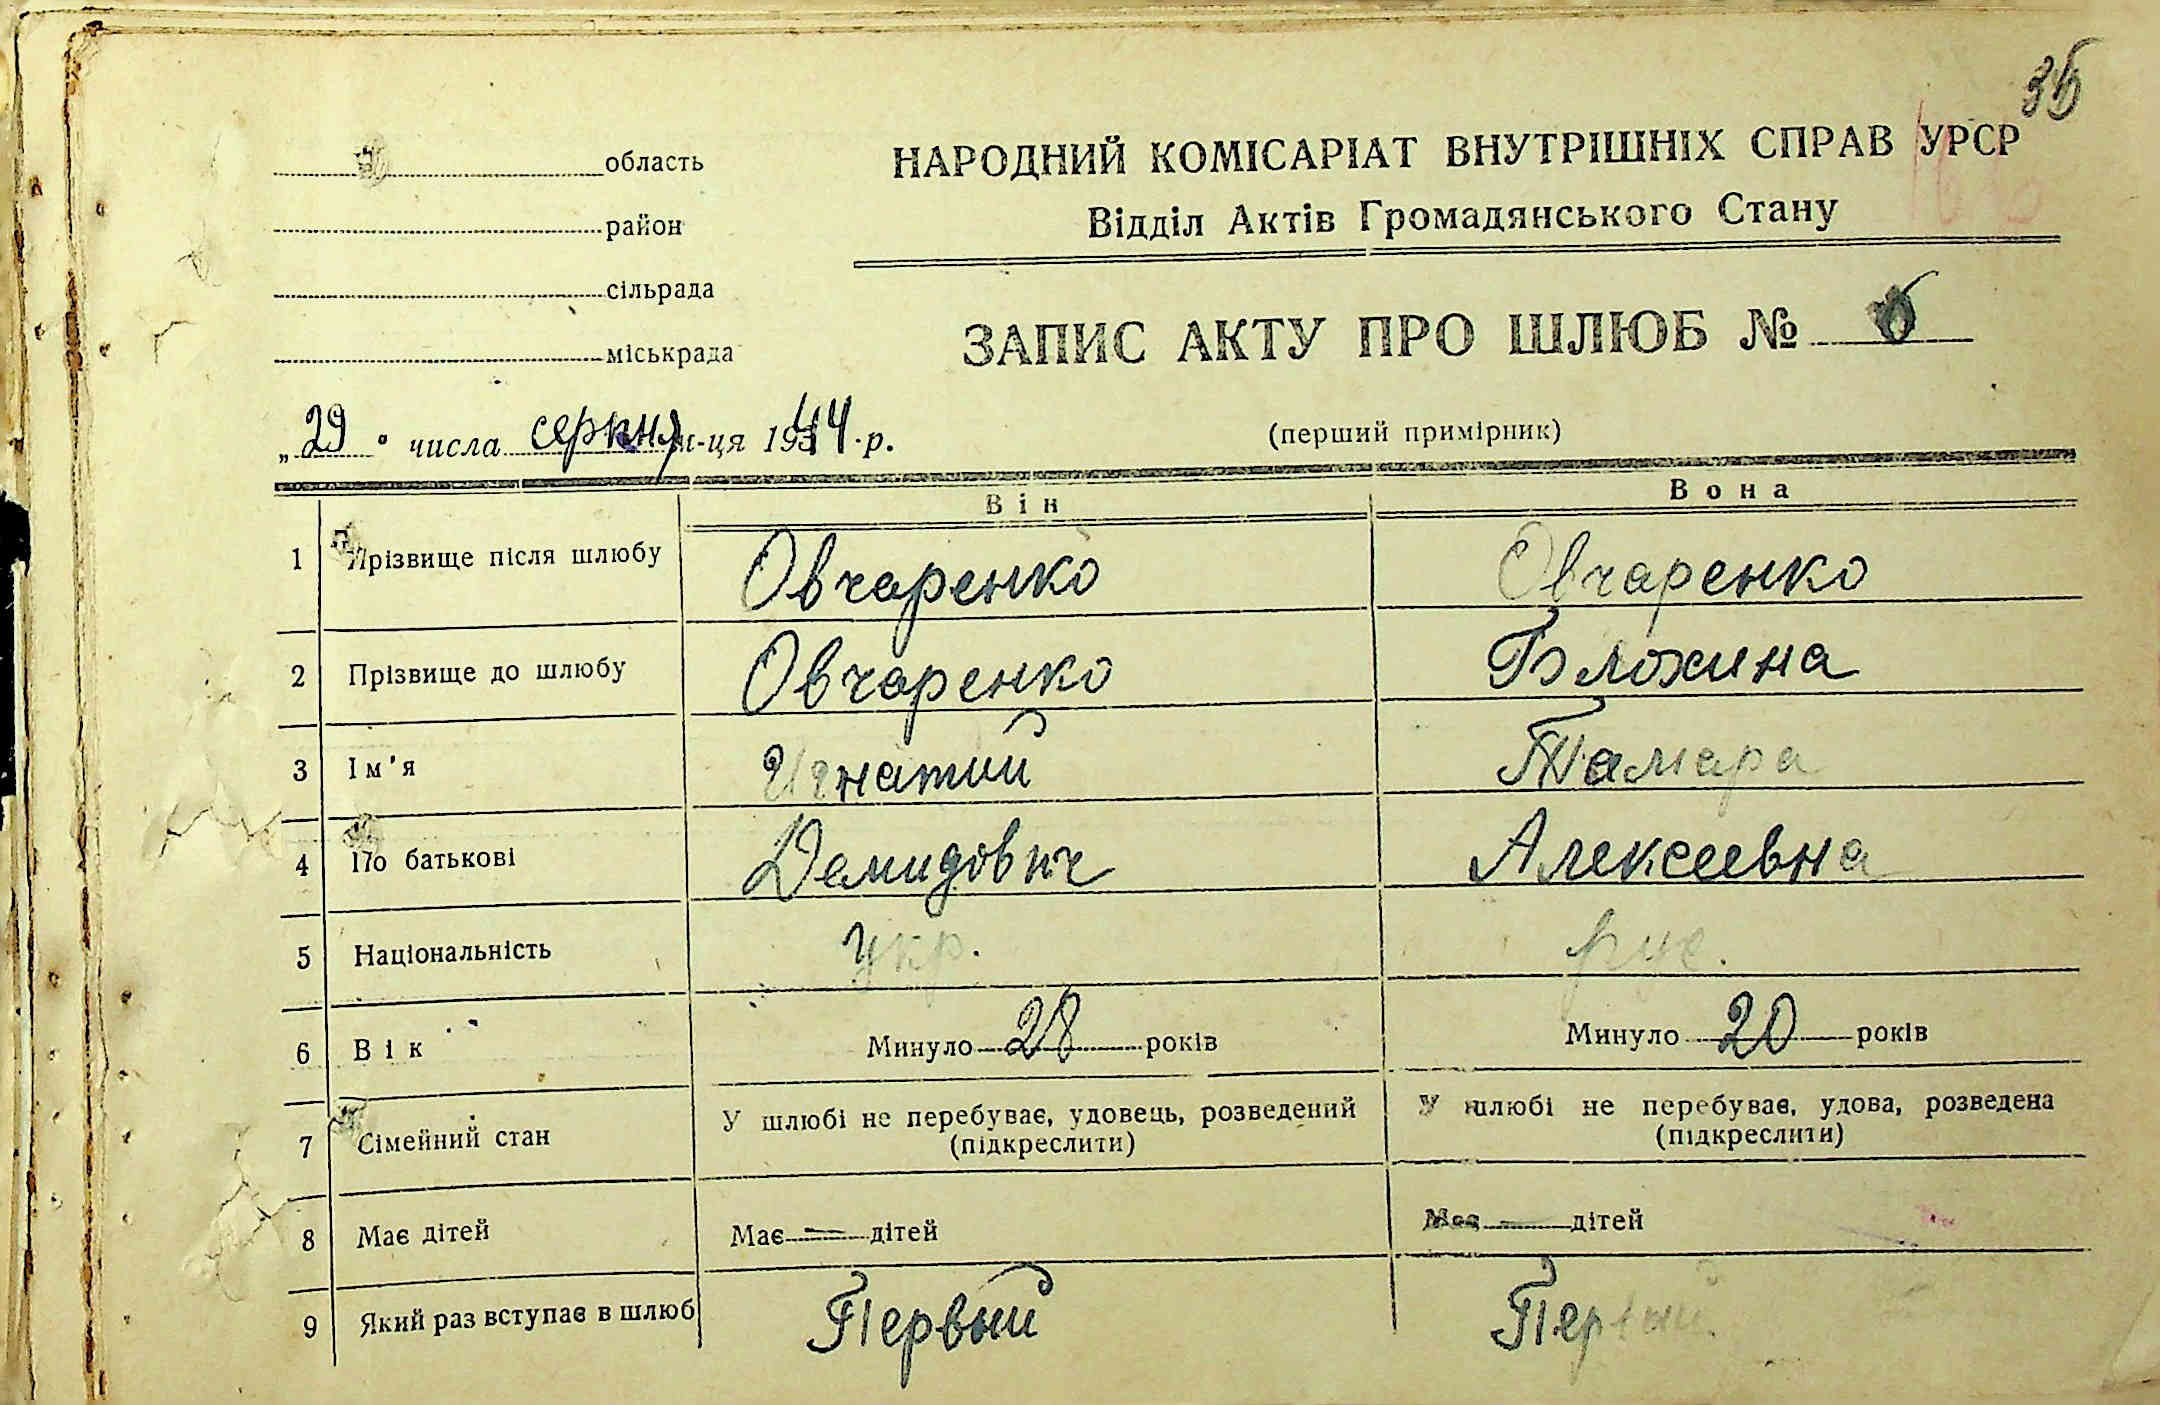 36
область
НАРОДНИЙ КОМІСАРІАТ ВНУТРІШНІХ СПРАВ УРСР
район
Відділ Актів Громадянського Стану
сільрада
міськрада
ЗАПИС АКТУ ПРО ШЛЮБ № 6
„29" числа серпня м-ця 1944 р.
(перший примірник)
Він Вона
1 Прізвище після шлюбу Овчаренко Овчаренко
2 Прізвище до шлюбу Овчаренко Блохина
3 Ім'я Игнатий Тамара
4 По батькові Демидович Алексеевна
5 Національність Укр. рус.
6 Вік Минуло 28 років Минуло 20 років
7 Сімейний стан У шлюбі не перебуває, удовець, розведений У шлюбі не перебуває, удова, розведена
(підкреслити) (підкреслити)
8 Має дітей Має — дітей Має — дітей
9 Який раз вступає в шлюб Первый Первый